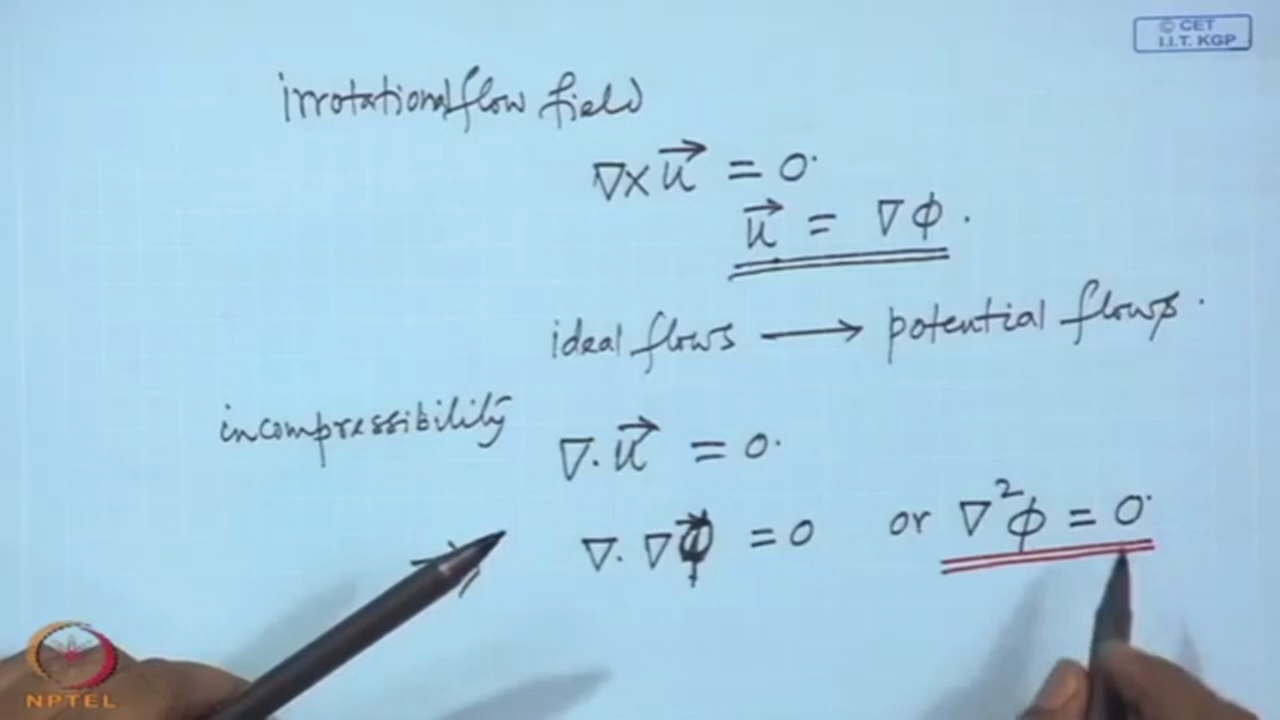 © CET
I.I.T. KGP
irrotational flow field
∇×u⃗ = 0.
u⃗ = ∇ϕ.
ideal flows ⟶ potential flows.
incompressibility
∇·u⃗ = 0.
∇·∇ϕ = 0 or ∇²ϕ = 0.
NPTEL